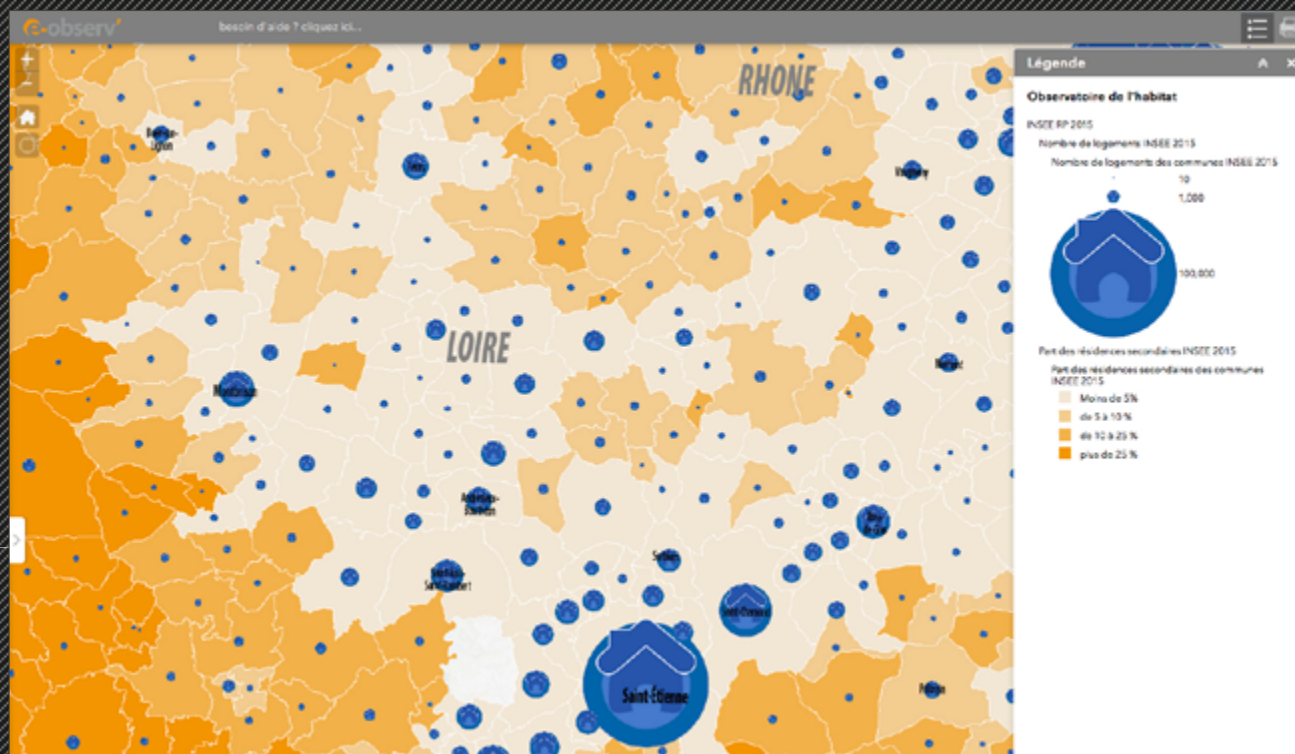 e-observ'
besoin d'aide ? cliquez ici...
Légende
Observatoire de l'habitat
INSEE RP 2015
Nombre de logements INSEE 2015
Nombre de logements des communes INSEE 2015
10
1,000
100,000
Part des résidences secondaires INSEE 2015
Part des résidences secondaires des communes
INSEE 2015
Moins de 5%
de 5 à 10 %
de 10 à 25 %
plus de 25 %
RHONE
LOIRE
Montbrison
Sorbiers
Saint-Chamond
Saint-Étienne